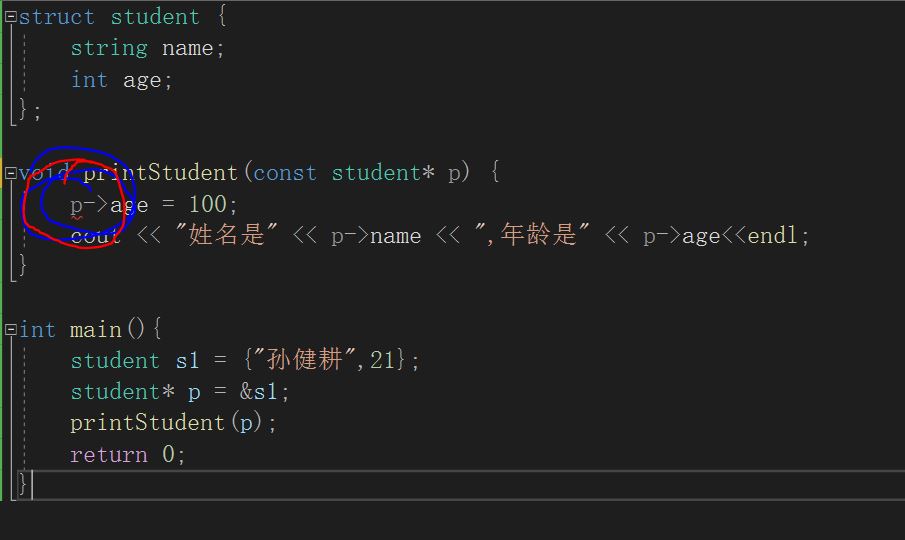 struct student {
string name;
int age;
};
void printStudent(const student* p) {
p->age = 100;
cout << "姓名是" << p->name << ",年龄是" << p->age<<endl;
}
int main(){
student s1 = {"孙健耕",21};
student* p = &s1;
printStudent(p);
return 0;
}